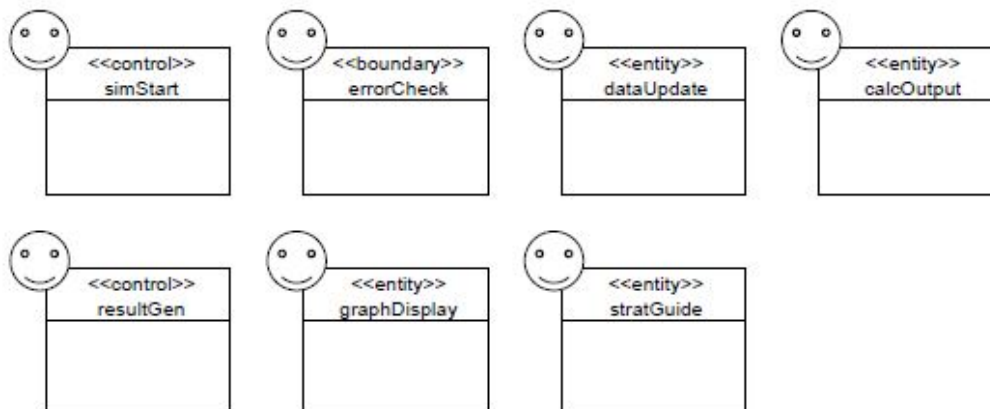 <<control>>
simStart
<<boundary>>
errorCheck
<<entity>>
dataUpdate
<<entity>>
calcOutput
<<control>>
resultGen
<<entity>>
graphDisplay
<<entity>>
stratGuide